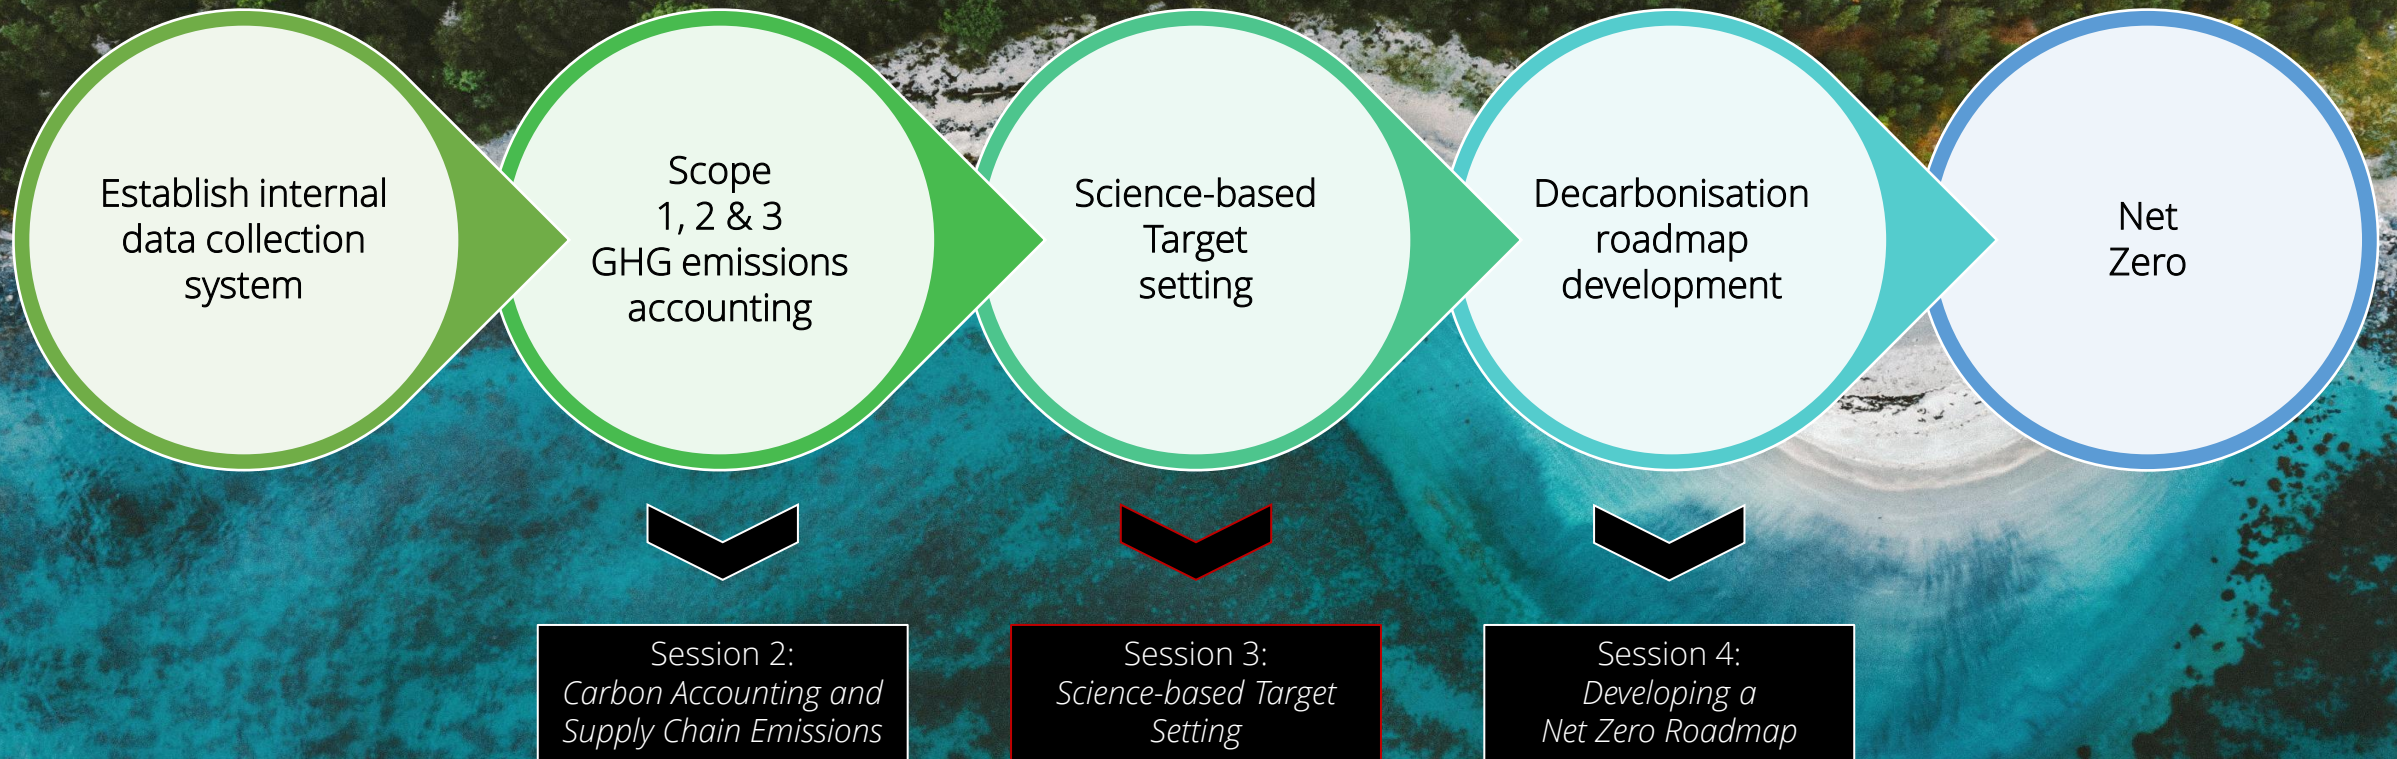 Establish internal
data collection
system
Scope
1, 2 & 3
GHG emissions
accounting
Science-based
Target
setting
Decarbonisation
roadmap
development
Net
Zero
Session 2:
Carbon Accounting and
Supply Chain Emissions
Session 3:
Science-based Target
Setting
Session 4:
Developing a
Net Zero Roadmap